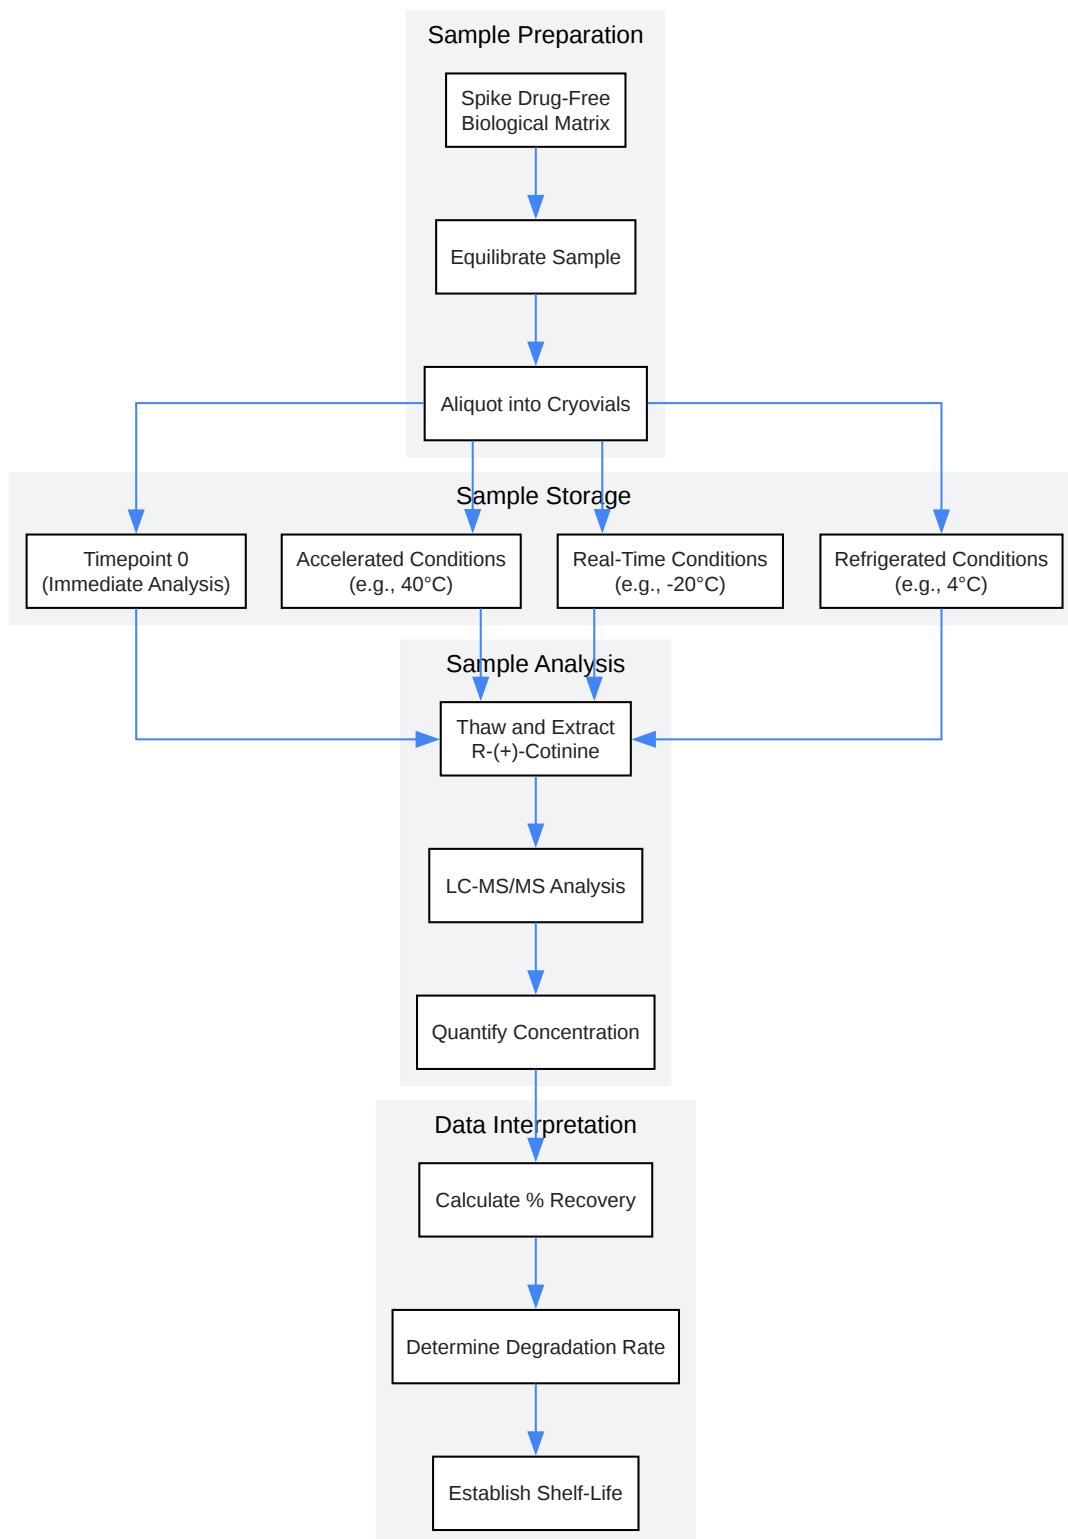 Sample Preparation
Spike Drug-Free
Biological Matrix
Equilibrate Sample
Aliquot into Cryovials
Sample Storage
Timepoint 0
(Immediate Analysis)
Accelerated Conditions
(e.g., 40°C)
Real-Time Conditions
(e.g., -20°C)
Refrigerated Conditions
(e.g., 4°C)
Sample Analysis
Thaw and Extract
R-(+)-Cotinine
LC-MS/MS Analysis
Quantify Concentration
Data Interpretation
Calculate % Recovery
Determine Degradation Rate
Establish Shelf-Life